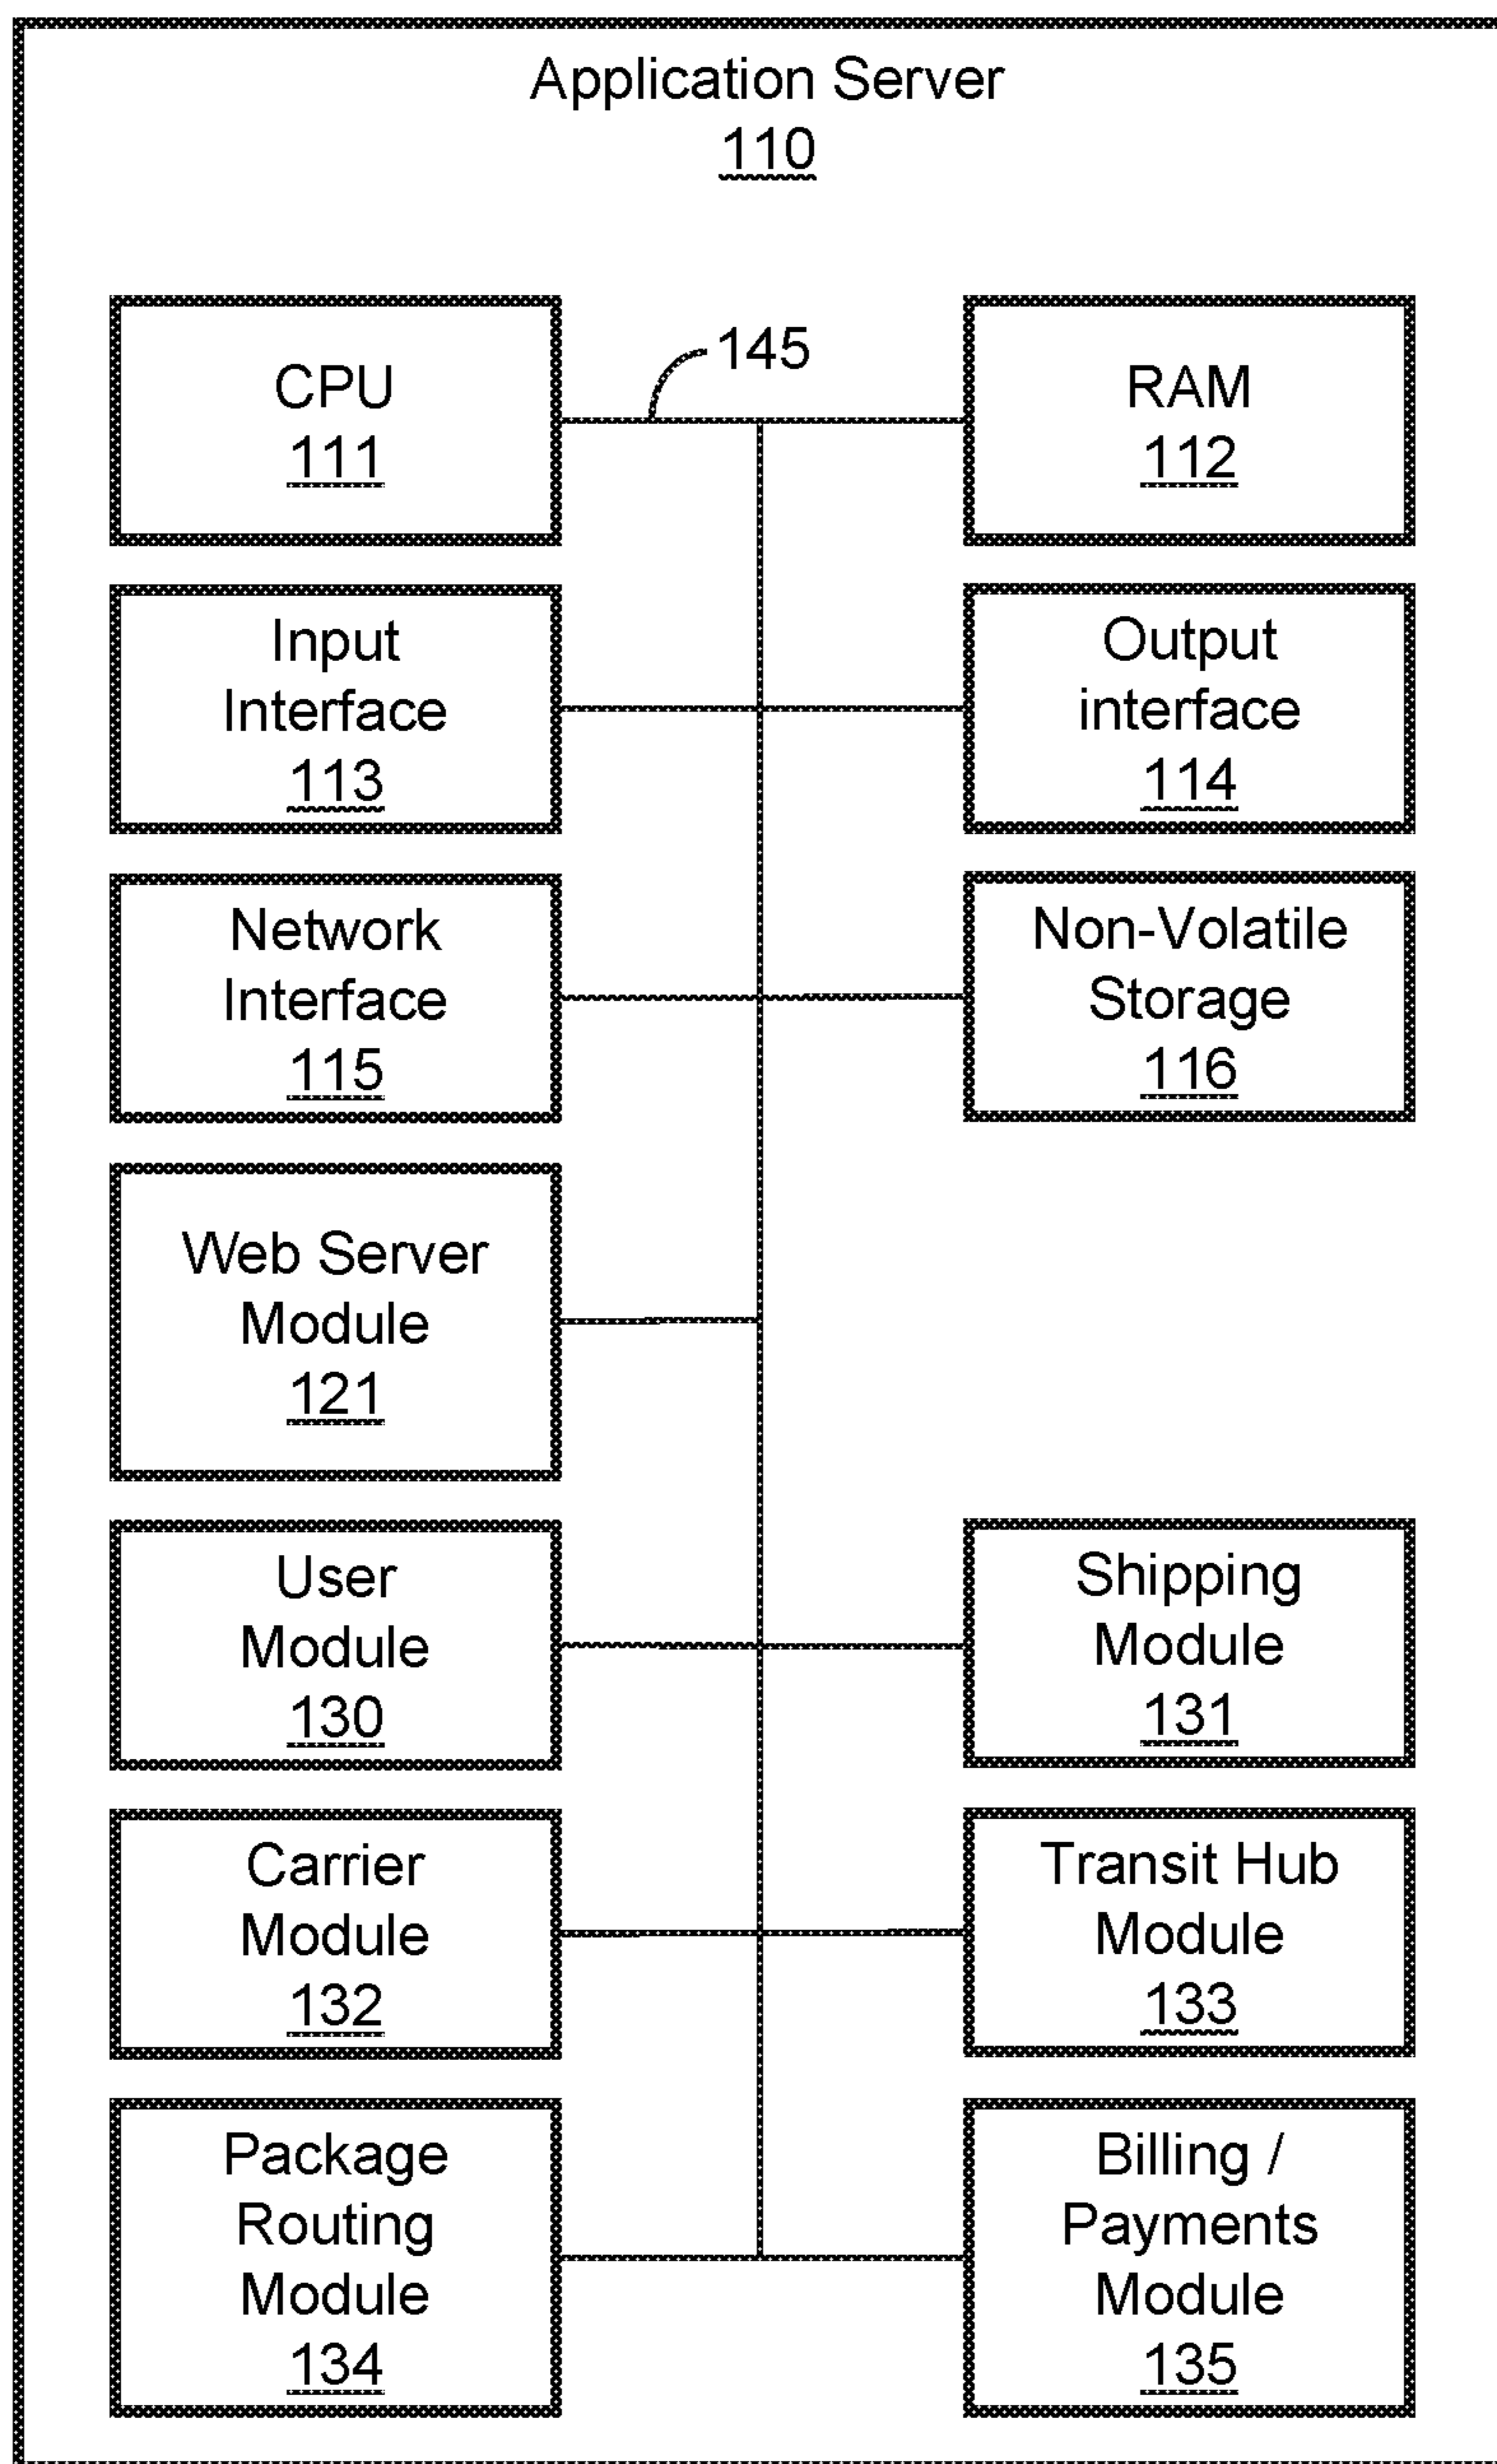 Application Server
110
CPU
111
145
RAM
112
Input
Interface
113
Output
interface
114
Network
Interface
115
Non-Volatile
Storage
116
Web Server
Module
121
User
Module
130
Shipping
Module
131
Carrier
Module
132
Transit Hub
Module
133
Package
Routing
Module
134
Billing /
Payments
Module
135